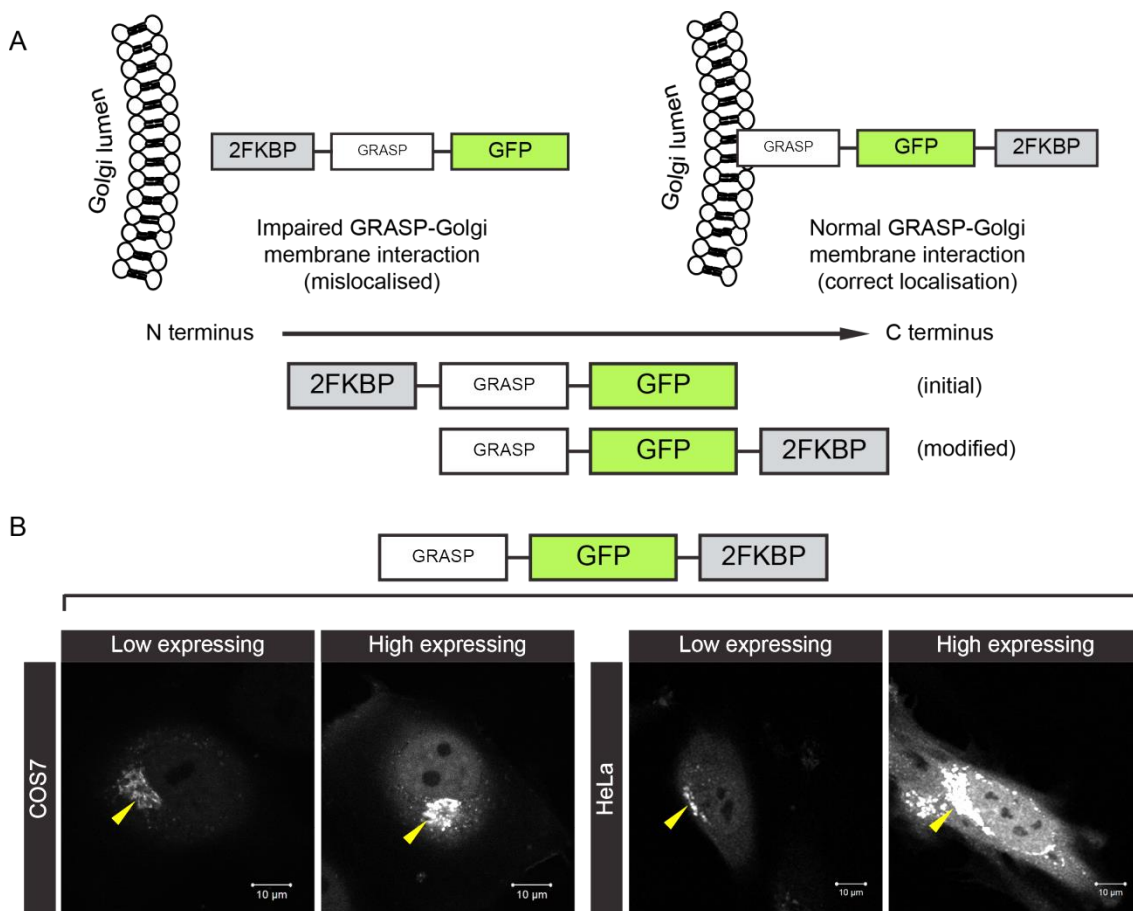 A
Golgi lumen
2FKBP GRASP GFP
Impaired GRASP-Golgi
membrane interaction
(mislocalised)
Golgi lumen
GRASP GFP 2FKBP
Normal GRASP-Golgi
membrane interaction
(correct localisation)
N terminus C terminus
2FKBP GRASP GFP (initial)
GRASP GFP 2FKBP (modified)
B
GRASP GFP 2FKBP
Low expressing High expressing Low expressing High expressing
COS7
10 µm
10 µm
HeLa
10 µm
10 µm